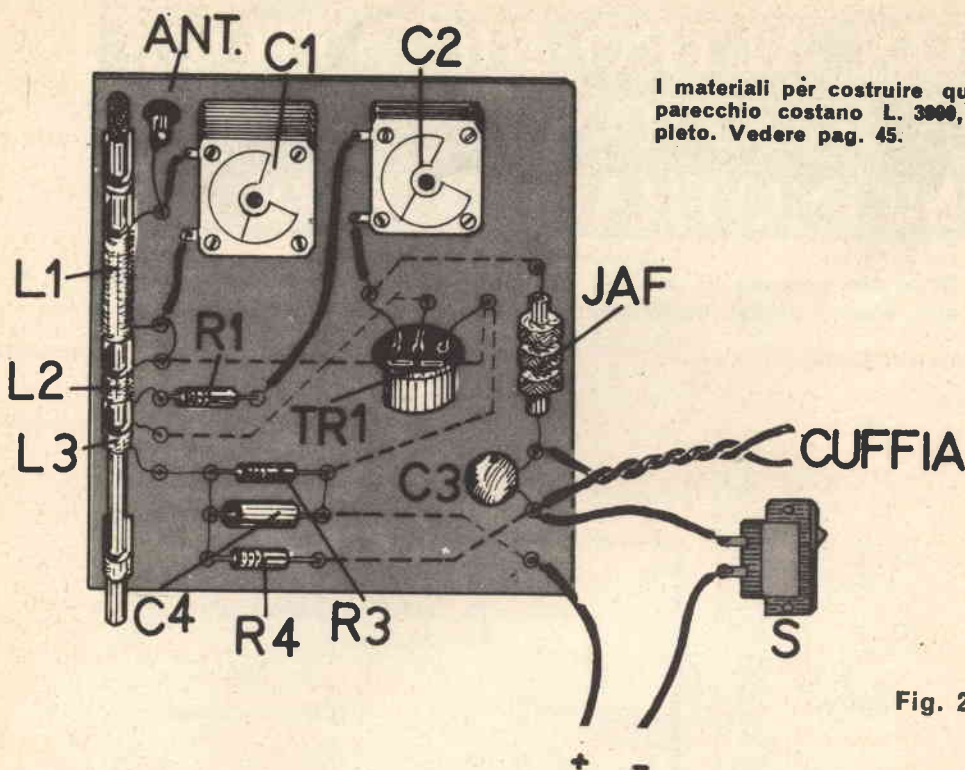 ANT.
C1
C2
I materiali per costruire qu
parecchio costano L.
pleto. Vedere pag. 45.
L1
JAF
R1
L2
TR1
L3
CUFFIA
C3
C4
R4
R3
S
Fig. 2
+
-